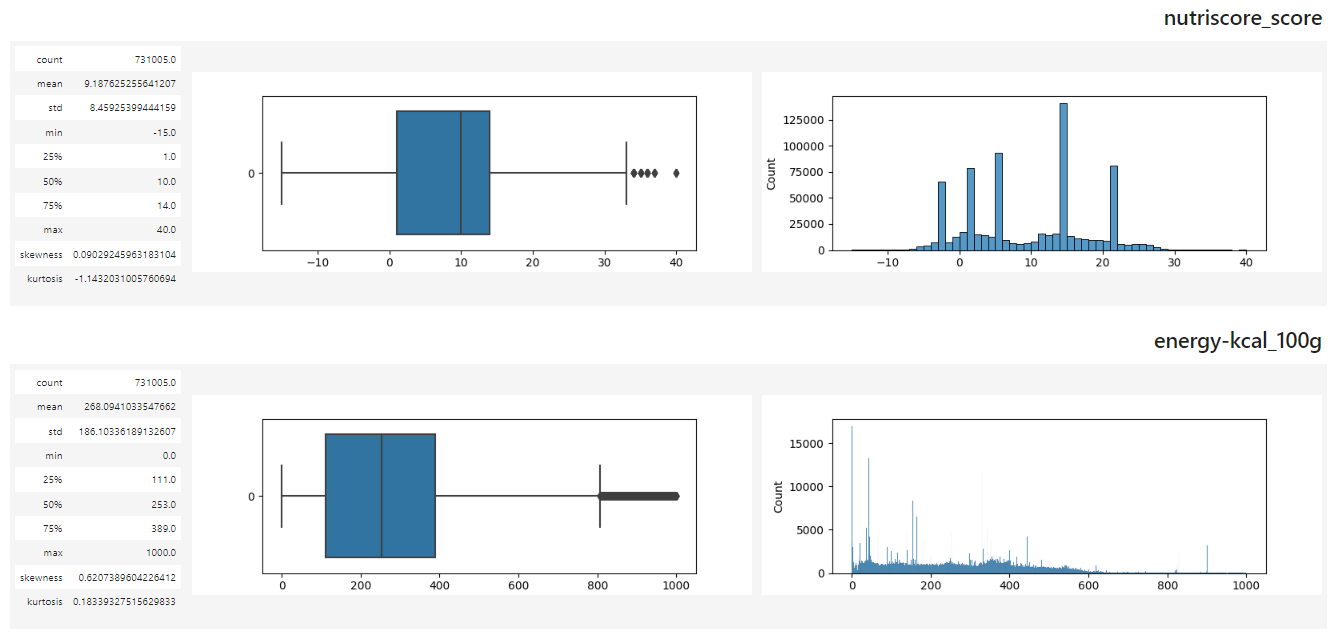 nutriscore_score
count 731005.0
mean 9.187625255641207
std 8.45925399444159
min -15.0
25% 1.0
50% 10.0
75% 14.0
max 40.0
skewness 0.09029245963183104
kurtosis -1.1432031005760694
0
−10 0 10 20 30 40
Count
125000
100000
75000
50000
25000
0
−10 0 10 20 30 40
energy-kcal_100g
count 731005.0
mean 268.0941033547662
std 186.10336189132607
min 0.0
25% 111.0
50% 253.0
75% 389.0
max 1000.0
skewness 0.6207389604226412
kurtosis 0.18339327515629833
0
0 200 400 600 800 1000
Count
15000
10000
5000
0
0 200 400 600 800 1000